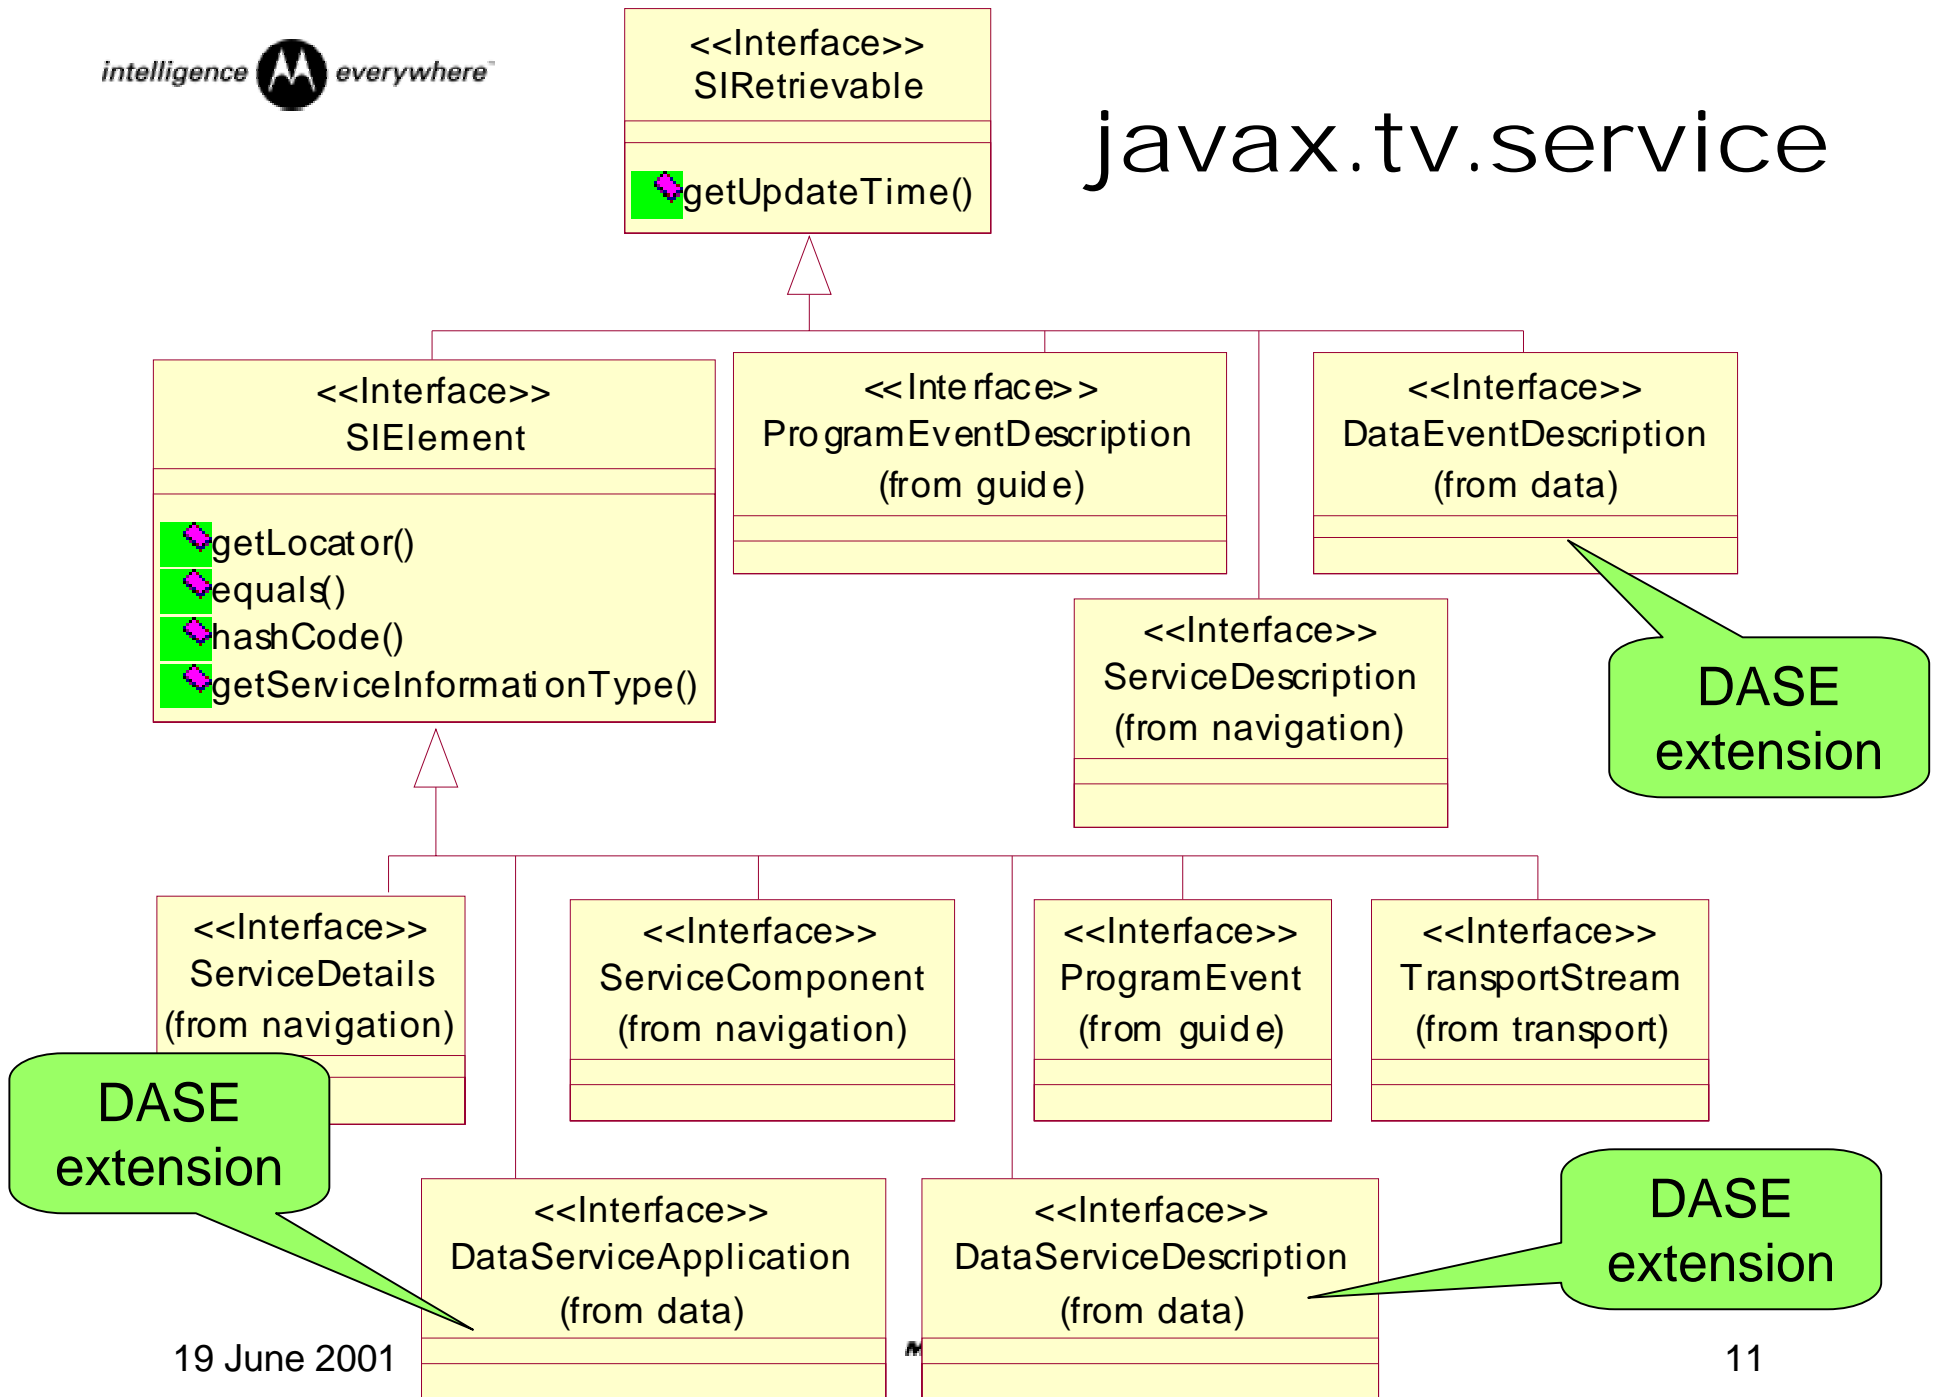 intelligence everywhere™
javax.tv.service
<<Interface>>
SIRetrievable
getUpdateTime()
<<Interface>>
SIElement
getLocator()
equals()
hashCode()
getServiceInformationType()
<<Interface>>
ProgramEventDescription
(from guide)
<<Interface>>
DataEventDescription
(from data)
<<Interface>>
ServiceDescription
(from navigation)
DASE
extension
<<Interface>>
ServiceDetails
(from navigation)
<<Interface>>
ServiceComponent
(from navigation)
<<Interface>>
ProgramEvent
(from guide)
<<Interface>>
TransportStream
(from transport)
DASE
extension
<<Interface>>
DataServiceApplication
(from data)
<<Interface>>
DataServiceDescription
(from data)
DASE
extension
19 June 2001
11